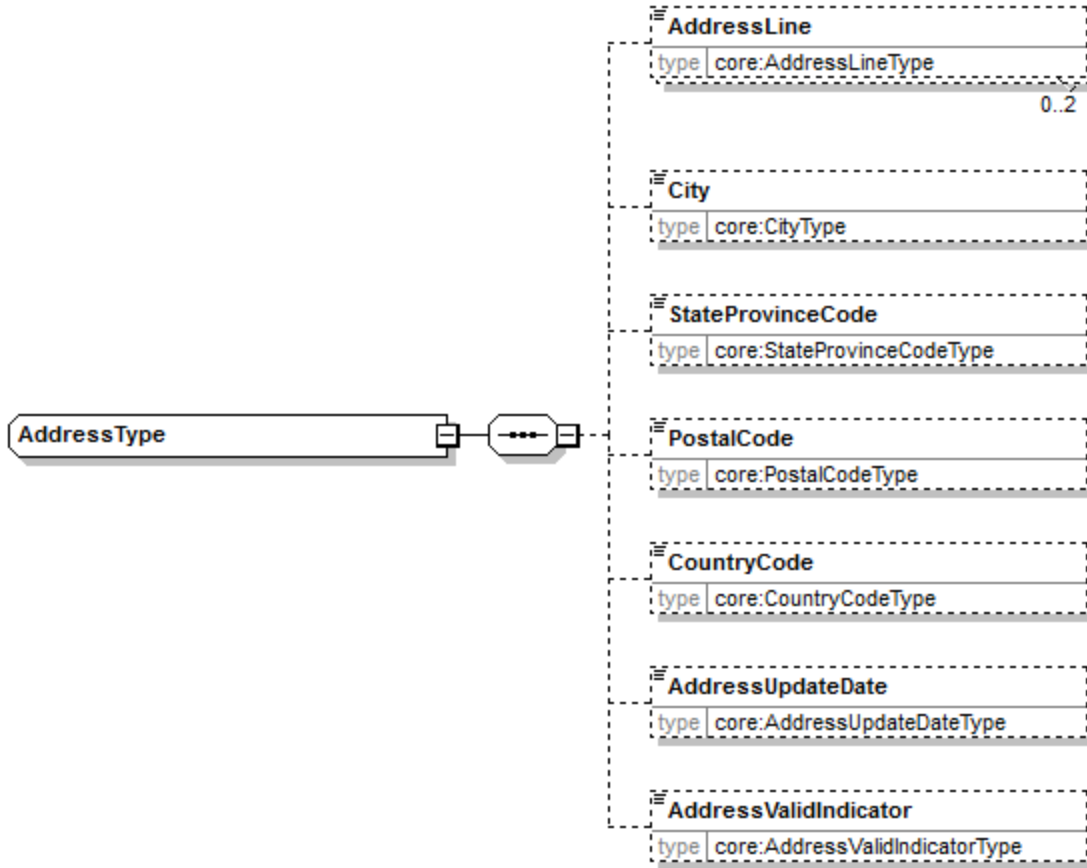 AddressLine
type core:AddressLineType
0..2
City
type core:CityType
StateProvinceCode
type core:StateProvinceCodeType
AddressType
PostalCode
type core:PostalCodeType
CountryCode
type core:CountryCodeType
AddressUpdateDate
type core:AddressUpdateDateType
AddressValidIndicator
type core:AddressValidIndicatorType